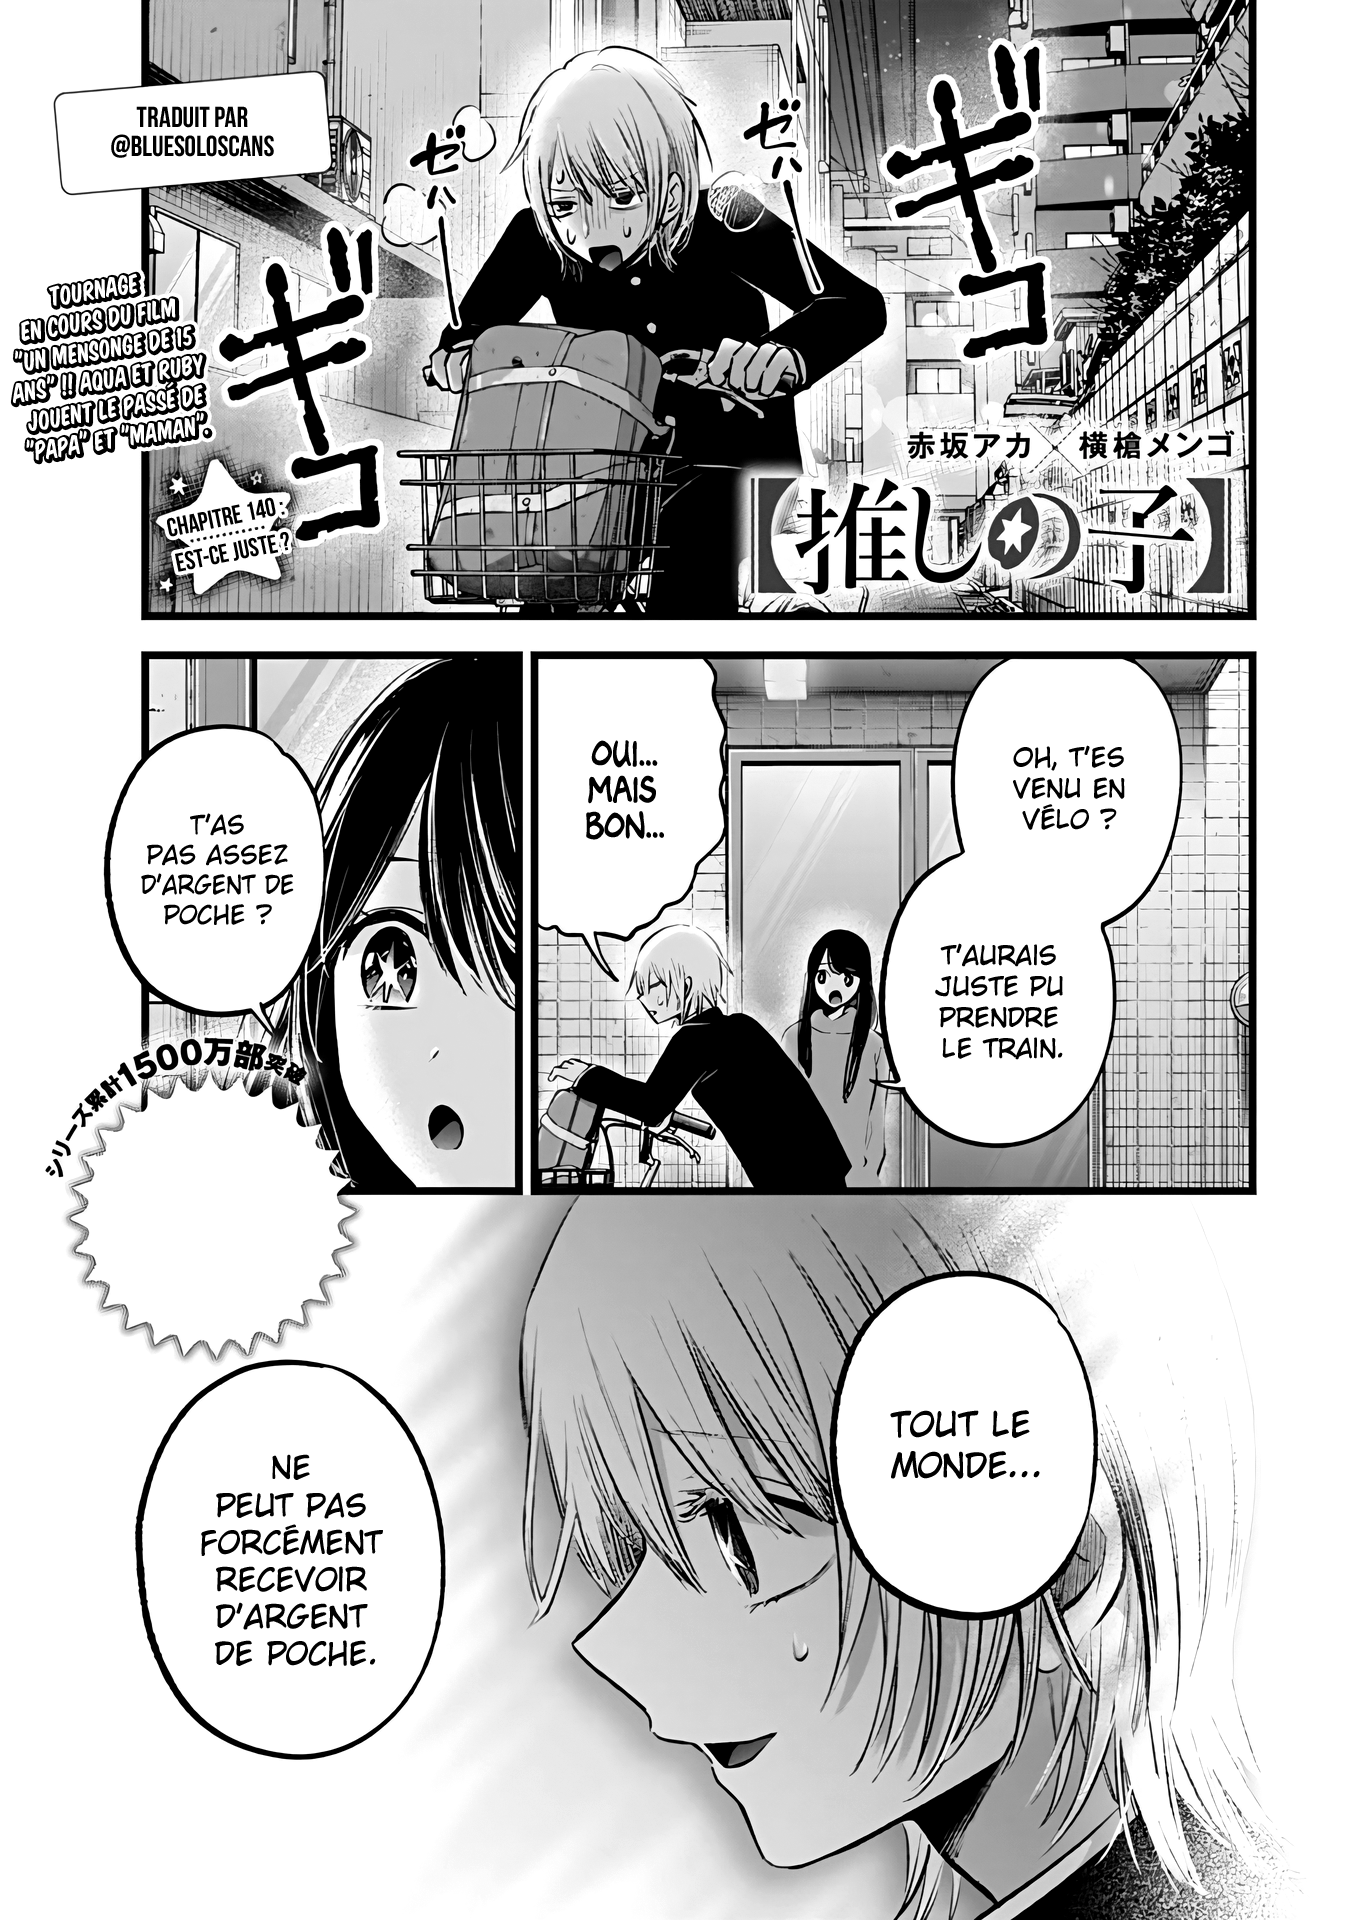 TRADUIT PAR
@BLUESOLOSCANS
ギコ
ゼハー
ゼハー
ギコ
TOURNAGE
EN COURS DU FILM
"UN MENSONGE DE 15
ANS" !! AQUA ET RUBY
JOUENT LE PASSÉ DE
"PAPA" ET "MAMAN".
CHAPITRE 140 :
EST-CE JUSTE ?
赤坂アカ×横槍メンゴ
【推しの子】
OH, T'ES
VENU EN
VÉLO ?
T'AURAIS
JUSTE PU
PRENDRE
LE TRAIN.
OUI...
MAIS
BON...
T'AS
PAS ASSEZ
D'ARGENT DE
POCHE ?
シリーズ累計1500万部突破
TOUT LE
MONDE...
NE
PEUT PAS
FORCÉMENT
RECEVOIR
D'ARGENT
DE POCHE.